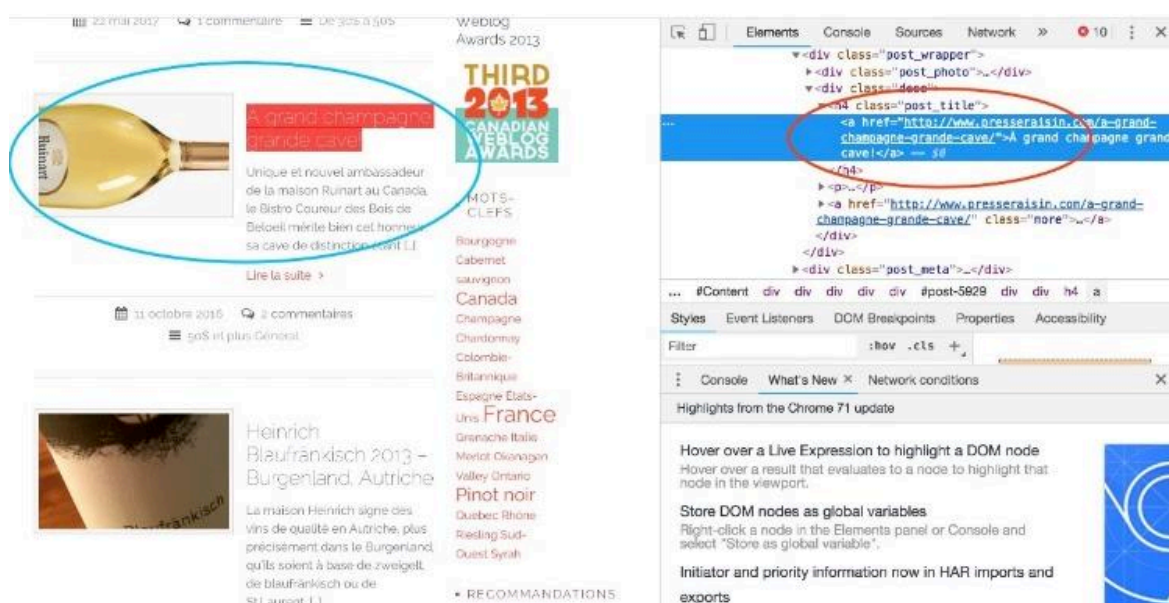 22 mai 2017 1 commentaire De 30$ à 50$
À grand champagne
grande cave!
Ruinart
Unique et nouvel ambassadeur
de la maison Ruinart au Canada,
le Bistro Coureur des Bois de
Beloeil mérite bien cet honneur
sa cave de distinction étant [...]
Lire la suite >
11 octobre 2016 2 commentaires
50$ et plus General
Heinrich
Blaufränkisch 2013 –
Burgenland, Autriche
La maison Heinrich signe des
vins de qualité en Autriche, plus
précisément dans le Burgenland,
qu'ils soient à base de zweigelt,
de blaufränkisch ou de
St Laurent. [...]
Blaufränkisch
Weblog
Awards 2013
THIRD
2013
CANADIAN
WEBLOG
AWARDS
MOTS-
CLEFS
Bourgogne
Cabernet
sauvignon
Canada
Champagne
Chardonnay
Colombie-
Britannique
Espagne États-
Unis France
Grenache Italie
Merlot Okanagan
Valley Ontario
Pinot noir
Québec Rhône
Riesling Sud-
Ouest Syrah
RECOMMANDATIONS
Elements Console Sources Network » 10
<div class="post_wrapper">
<div class="post_photo">…</div>
<div class="desc">
<h4 class="post_title">
... <a href="http://www.presseraisin.com/a-grand-
champagne-grande-cave/">À grand champagne grand
cave!</a> == $0
</h4>
<p>…</p>
<a href="http://www.presseraisin.com/a-grand-
champagne-grande-cave/" class="more">…</a>
</div>
</div>
<div class="post_meta">…</div>
... #Content div div div div #post-5829 div div h4 a
Styles Event Listeners DOM Breakpoints Properties Accessibility
Filter :hov .cls +
Console What's New × Network conditions
Highlights from the Chrome 71 update
Hover over a Live Expression to highlight a DOM node
Hover over a result that evaluates to a node to highlight that
node in the viewport.
Store DOM nodes as global variables
Right-click a node in the Elements panel or Console and
select "Store as global variable".
Initiator and priority information now in HAR imports and
exports